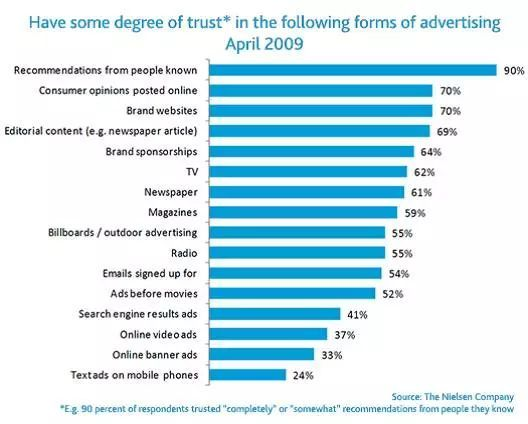 Have some degree of trust* in the following forms of advertising
April 2009
Recommendations from people known 90%
Consumer opinions posted online 70%
Brand websites 70%
Editorial content (e.g. newspaper article) 69%
Brand sponsorships 64%
TV 62%
Newspaper 61%
Magazines 59%
Billboards / outdoor advertising 55%
Radio 55%
Emails signed up for 54%
Ads before movies 52%
Search engine results ads 41%
Online video ads 37%
Online banner ads 33%
Text ads on mobile phones 24%
Source: The Nielsen Company
*E.g. 90 percent of respondents trusted "completely" or "somewhat" recommendations from people they know